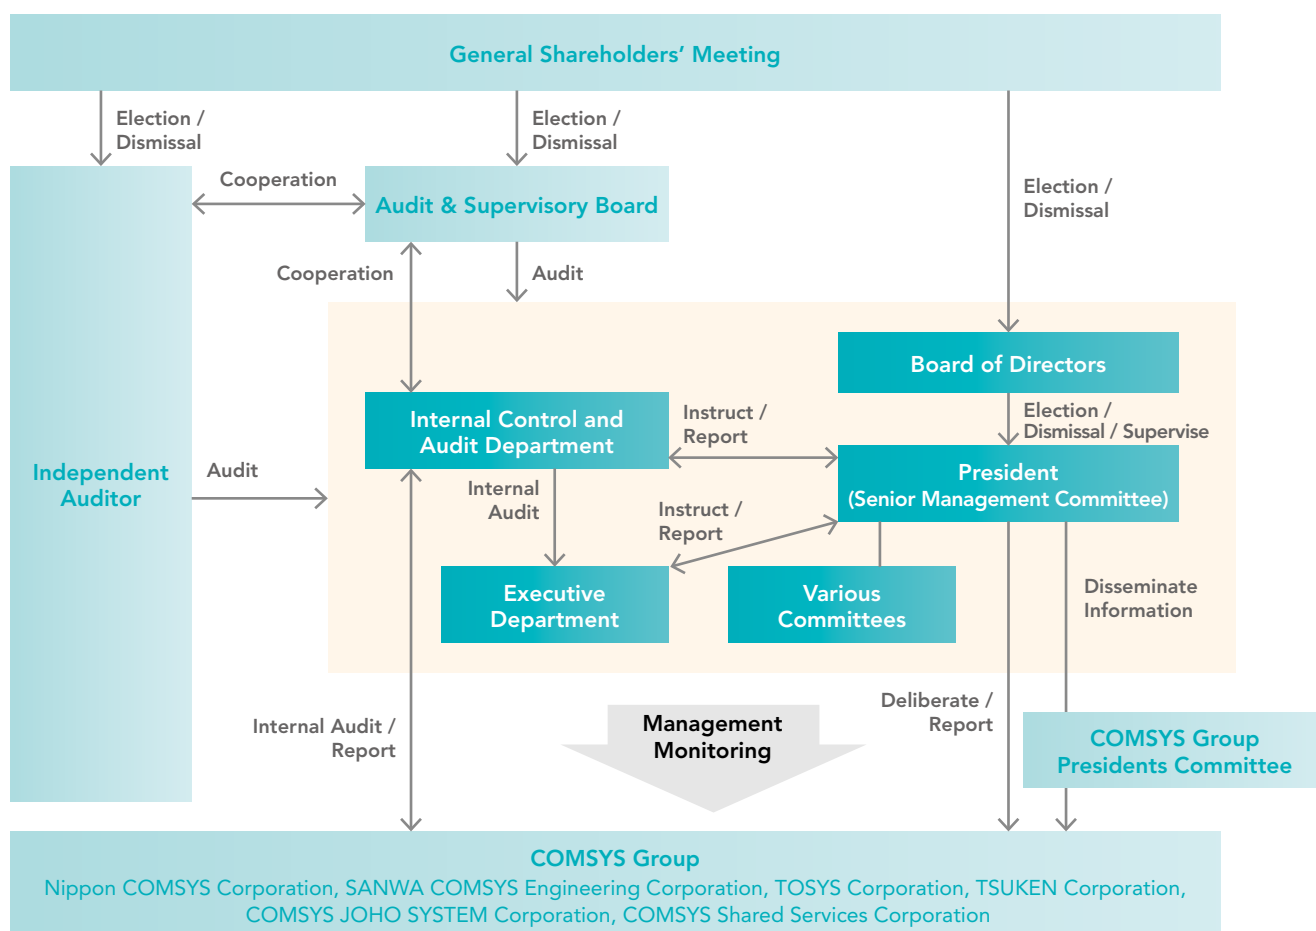 General Shareholders' Meeting
Election /
Dismissal
Election /
Dismissal
Election /
Dismissal
Cooperation
Audit & Supervisory Board
Cooperation
Audit
Board of Directors
Internal Control and
Audit Department
Instruct /
Report
Election /
Dismissal / Supervise
Independent
Auditor
Audit
President
(Senior Management Committee)
Internal
Audit
Instruct /
Report
Executive
Department
Various
Committees
Disseminate
Information
Internal Audit /
Report
Management
Monitoring
Deliberate /
Report
COMSYS Group
Presidents Committee
COMSYS Group
Nippon COMSYS Corporation, SANWA COMSYS Engineering Corporation, TOSYS Corporation, TSUKEN Corporation,
COMSYS JOHO SYSTEM Corporation, COMSYS Shared Services Corporation